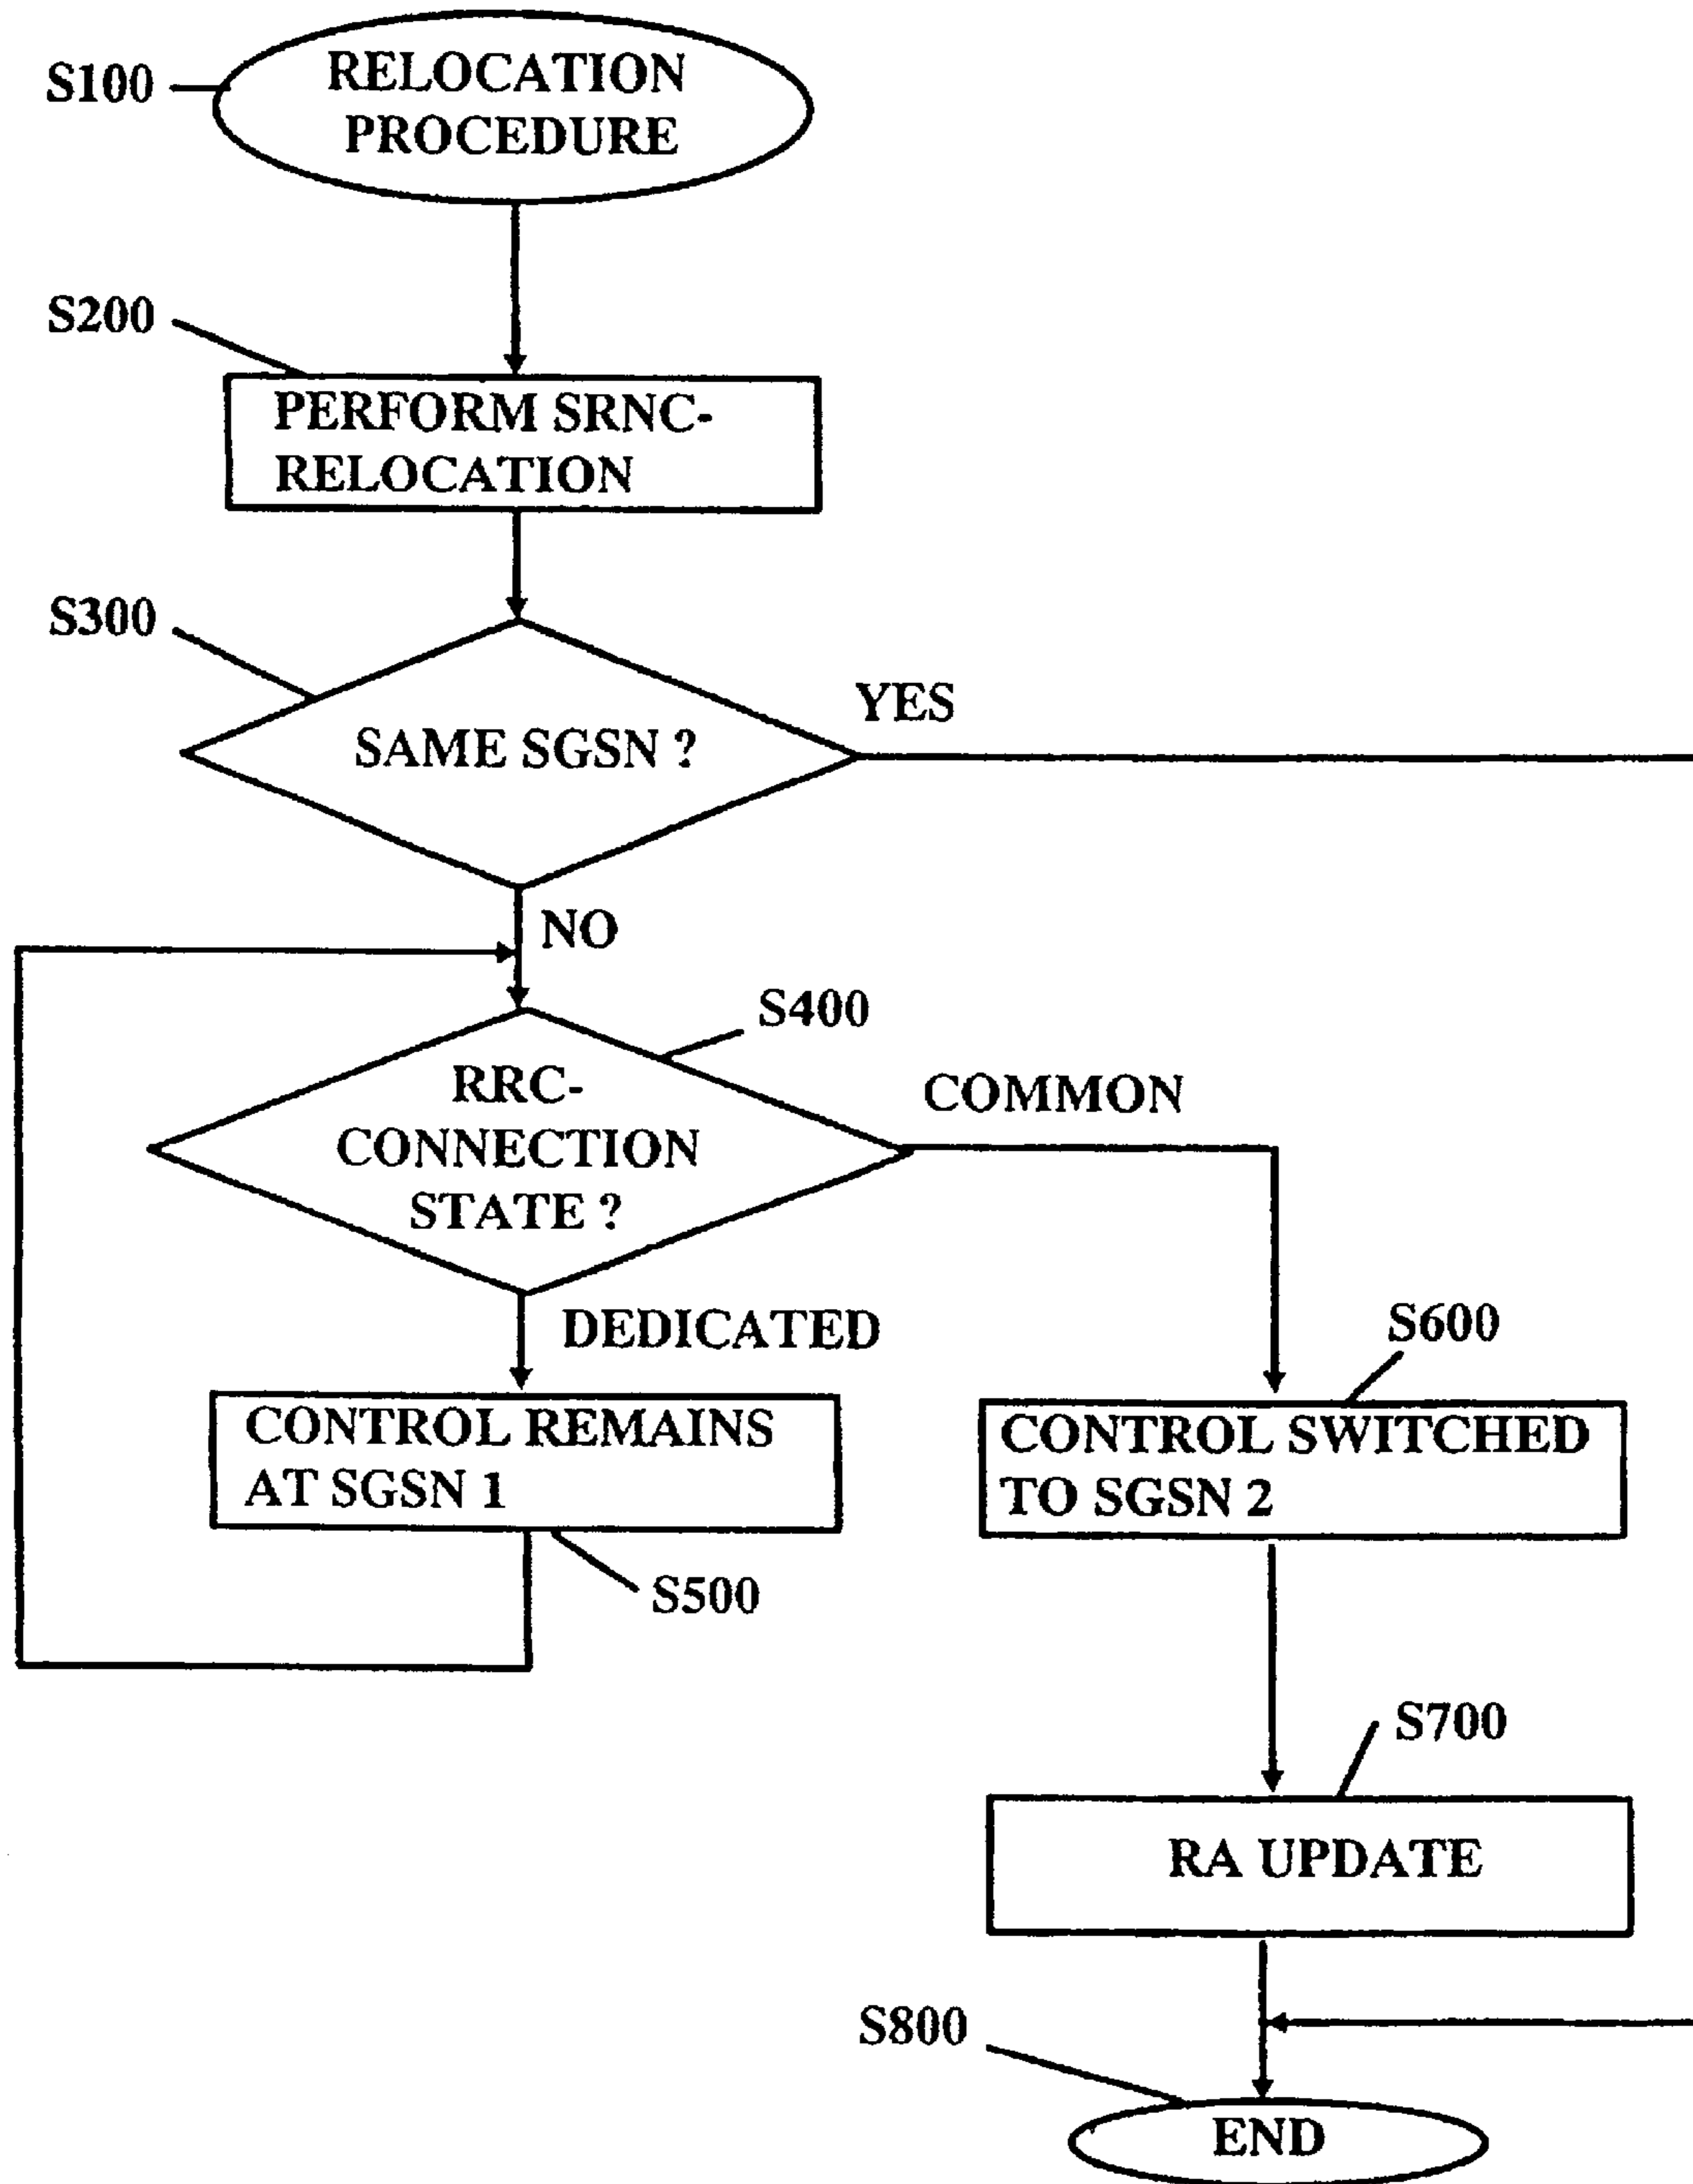 S100
RELOCATION
PROCEDURE
S200
PERFORM SRNC-
RELOCATION
S300
SAME SGSN ?
YES
NO
S400
RRC-
CONNECTION
STATE ?
COMMON
DEDICATED
S600
CONTROL REMAINS
AT SGSN 1
CONTROL SWITCHED
TO SGSN 2
S500
S700
RA UPDATE
S800
END